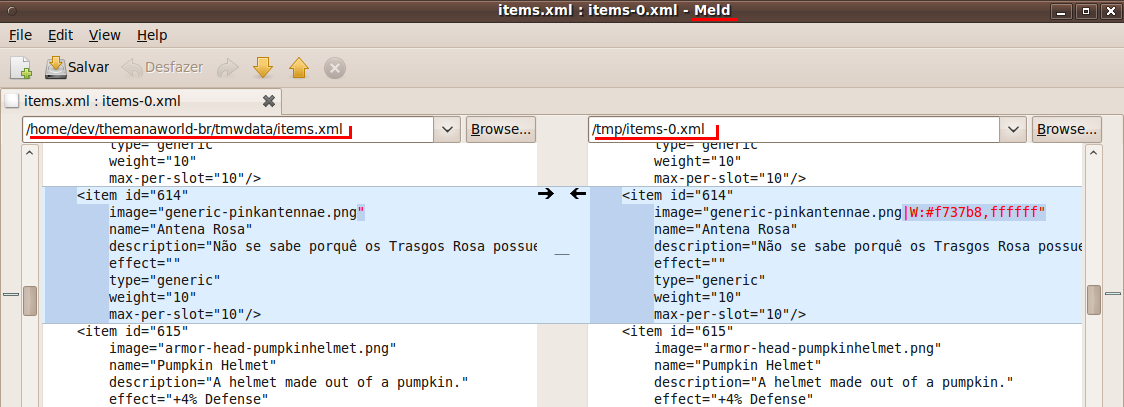 items.xml : items-0.xml - Meld
File Edit View Help
Salvar Desfazer
items.xml : items-0.xml
/home/dev/themanaworld-br/tmwdata/items.xml Browse...
type="generic"
weight="10"
max-per-slot="10"/>
<item id="614"
image="generic-pinkantennae.png"
name="Antena Rosa"
description="Não se sabe porquê os Trasgos Rosa possue
effect=""
type="generic"
weight="10"
max-per-slot="10"/>
<item id="615"
image="armor-head-pumpkinhelmet.png"
name="Pumpkin Helmet"
description="A helmet made out of a pumpkin."
effect="+4% Defense"
/tmp/items-0.xml Browse...
type="generic"
weight="10"
max-per-slot="10"/>
<item id="614"
image="generic-pinkantennae.png|W:#f737b8,ffffff"
name="Antena Rosa"
description="Não se sabe porquê os Trasgos Rosa possue
effect=""
type="generic"
weight="10"
max-per-slot="10"/>
<item id="615"
image="armor-head-pumpkinhelmet.png"
name="Pumpkin Helmet"
description="A helmet made out of a pumpkin."
effect="+4% Defense"